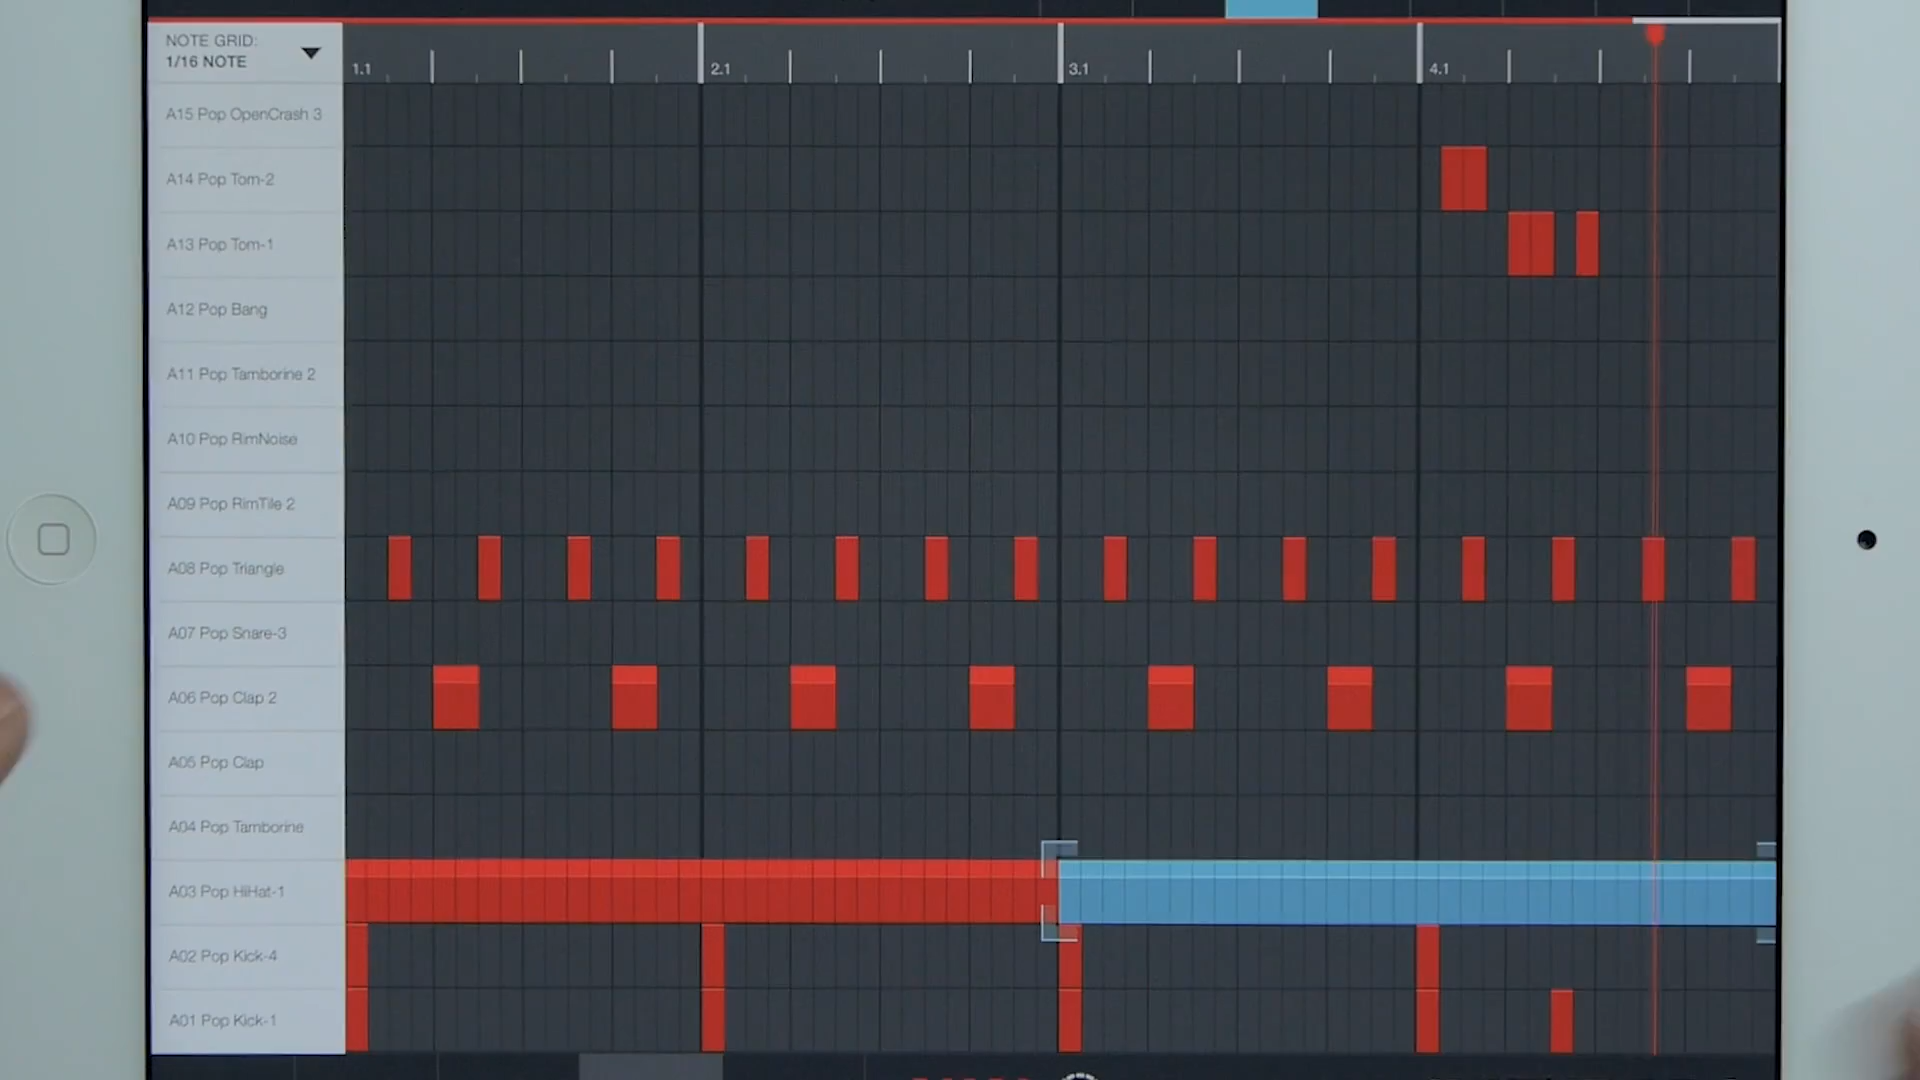 NOTE GRID:
1/16 NOTE
1.1
2.1
3.1
4.1
A15 Pop OpenCrash 3
A14 Pop Tom-2
A13 Pop Tom-1
A12 Pop Bang
A11 Pop Tamborine 2
A10 Pop RimNoise
A09 Pop RimTile 2
A08 Pop Triangle
A07 Pop Snare-3
A06 Pop Clap 2
A05 Pop Clap
A04 Pop Tamborine
A03 Pop HiHat-1
A02 Pop Kick-4
A01 Pop Kick-1